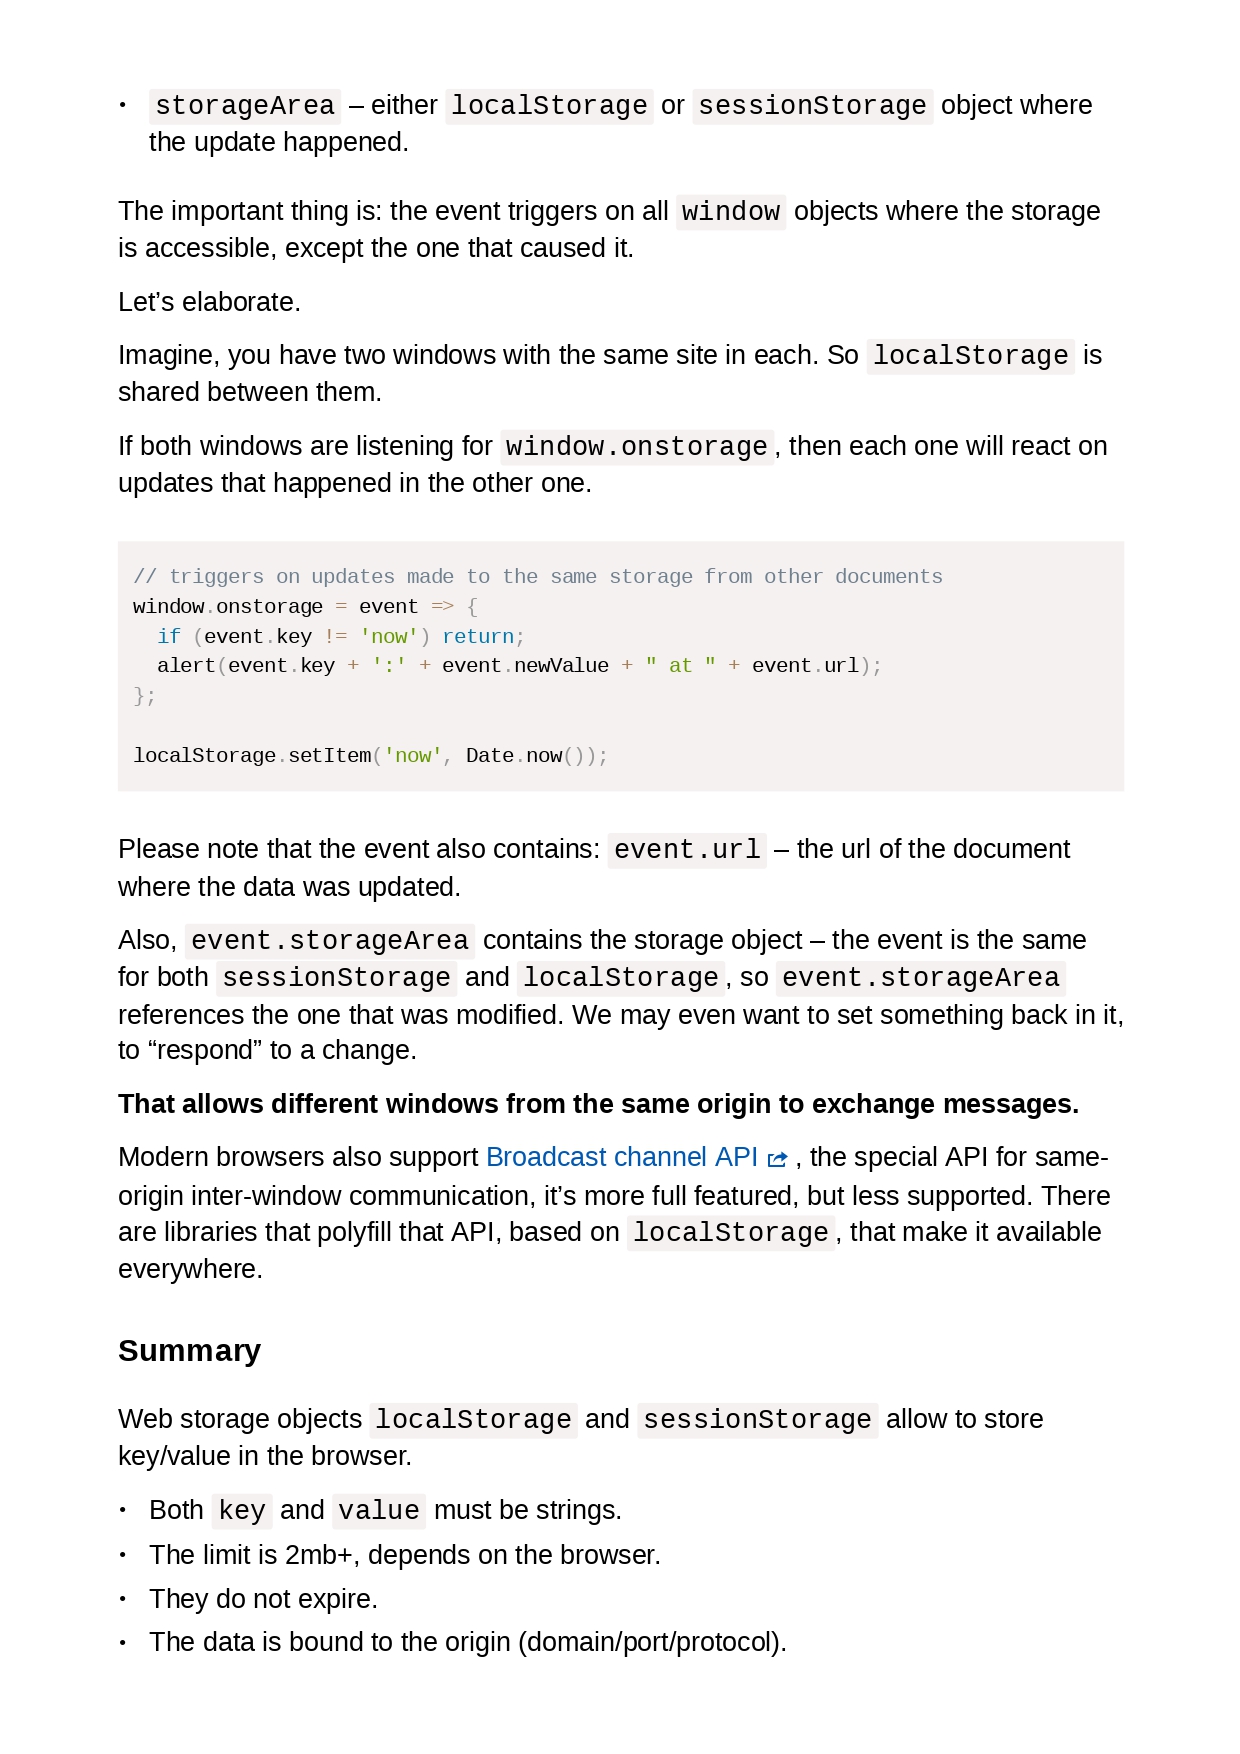 • storageArea – either localStorage or sessionStorage object where
the update happened.
The important thing is: the event triggers on all window objects where the storage
is accessible, except the one that caused it.
Let’s elaborate.
Imagine, you have two windows with the same site in each. So localStorage is
shared between them.
If both windows are listening for window.onstorage, then each one will react on
updates that happened in the other one.
// triggers on updates made to the same storage from other documents
window.onstorage = event => {
  if (event.key != 'now') return;
  alert(event.key + ':' + event.newValue + " at " + event.url);
};
localStorage.setItem('now', Date.now());
Please note that the event also contains: event.url – the url of the document
where the data was updated.
Also, event.storageArea contains the storage object – the event is the same
for both sessionStorage and localStorage, so event.storageArea
references the one that was modified. We may even want to set something back in it,
to “respond” to a change.
That allows different windows from the same origin to exchange messages.
Modern browsers also support Broadcast channel API , the special API for same-
origin inter-window communication, it’s more full featured, but less supported. There
are libraries that polyfill that API, based on localStorage, that make it available
everywhere.
Summary
Web storage objects localStorage and sessionStorage allow to store
key/value in the browser.
• Both key and value must be strings.
• The limit is 2mb+, depends on the browser.
• They do not expire.
• The data is bound to the origin (domain/port/protocol).